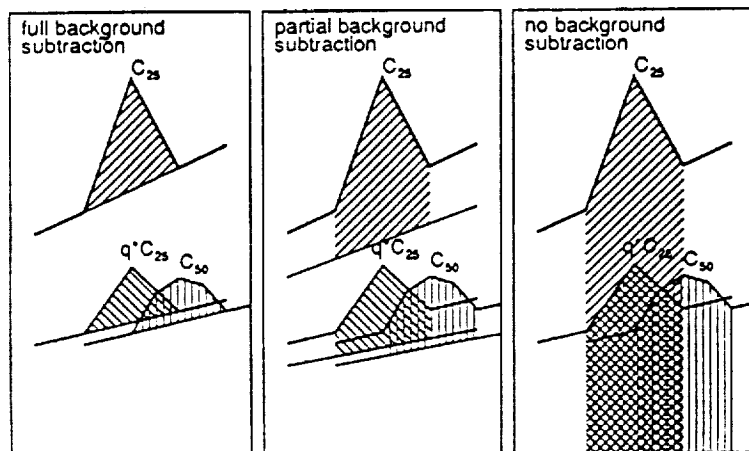 full background
subtraction
C25
q*C25
C50
partial background
subtraction
C25
q*C25
C50
no background
subtraction
C25
q*C25
C50